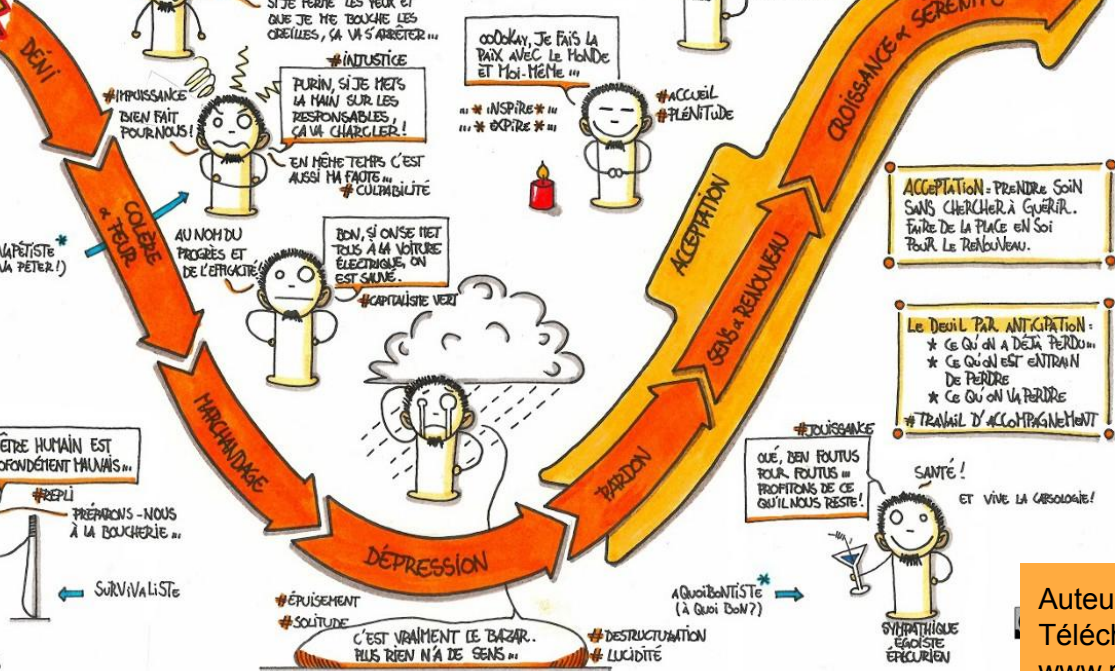 SI JE FERME LES YEUX ET
QUE JE ME BOUCHE LES
OREILLES, ÇA VA S'ARRÊTER...
DÉNI
#INJUSTICE
#IMPUISSANCE
BIEN FAIT
POUR NOUS!
PURIN, SI JE METS
LA MAIN SUR LES
RESPONSABLES,
ÇA VA CHARCLER!
EN MÊME TEMPS C'EST
AUSSI MA FAUTE...
#CULPABILITÉ
COLÈRE
& PEUR
(... VA PÉTER!)
AU NOM DU
PROGRÈS ET
DE L'EFFICACITÉ
BON, SI ON SE MET
TOUS À LA VOITURE
ÉLECTRIQUE, ON
EST SAUVÉ.
#CAPITALISTE VERT
MARCHANDAGE
ÊTRE HUMAIN EST
MAUVAIS...
#REPLI
PRÉPARONS-NOUS
À LA BOUCHERIE...
SURVIVALISTE
DÉPRESSION
#ÉPUISEMENT
#SOLITUDE
C'EST VRAIMENT LE BAZAR..
PLUS RIEN N'A DE SENS...
#DESTRUCTURATION
#LUCIDITÉ
OOOOKAY, JE FAIS LA
PAIX AVEC LE MONDE
ET MOI-MÊME...
... *INSPIRE* ...
... *EXPIRE* ...
#ACCUEIL
#PLÉNITUDE
PARDON
ACCEPTATION
SENS & RENOUVEAU
CROISSANCE & SÉRÉNITÉ
ACCEPTATION = PRENDRE SOIN
SANS CHERCHER À GUÉRIR.
FAIRE DE LA PLACE EN SOI
POUR LE RENOUVEAU.
LE DEUIL PAR ANTICIPATION :
* CE QU'ON A DÉJÀ PERDU...
* CE QU'ON EST ENTRAIN
DE PERDRE
* CE QU'ON VA PERDRE
#TRAVAIL D'ACCOMPAGNEMENT
#JOUISSANCE
OUÉ, BEN FOUTUS
POUR FOUTUS...
PROFITONS DE CE
QU'IL NOUS RESTE!
SANTÉ!
ET VIVE LA COLLAPSOLOGIE!
AQUOIBONTISTE*
(À QUOI BON?)
SYMPATHIQUE
ÉGOÏSTE
ÉPICURIEN
Auteu
Téléch